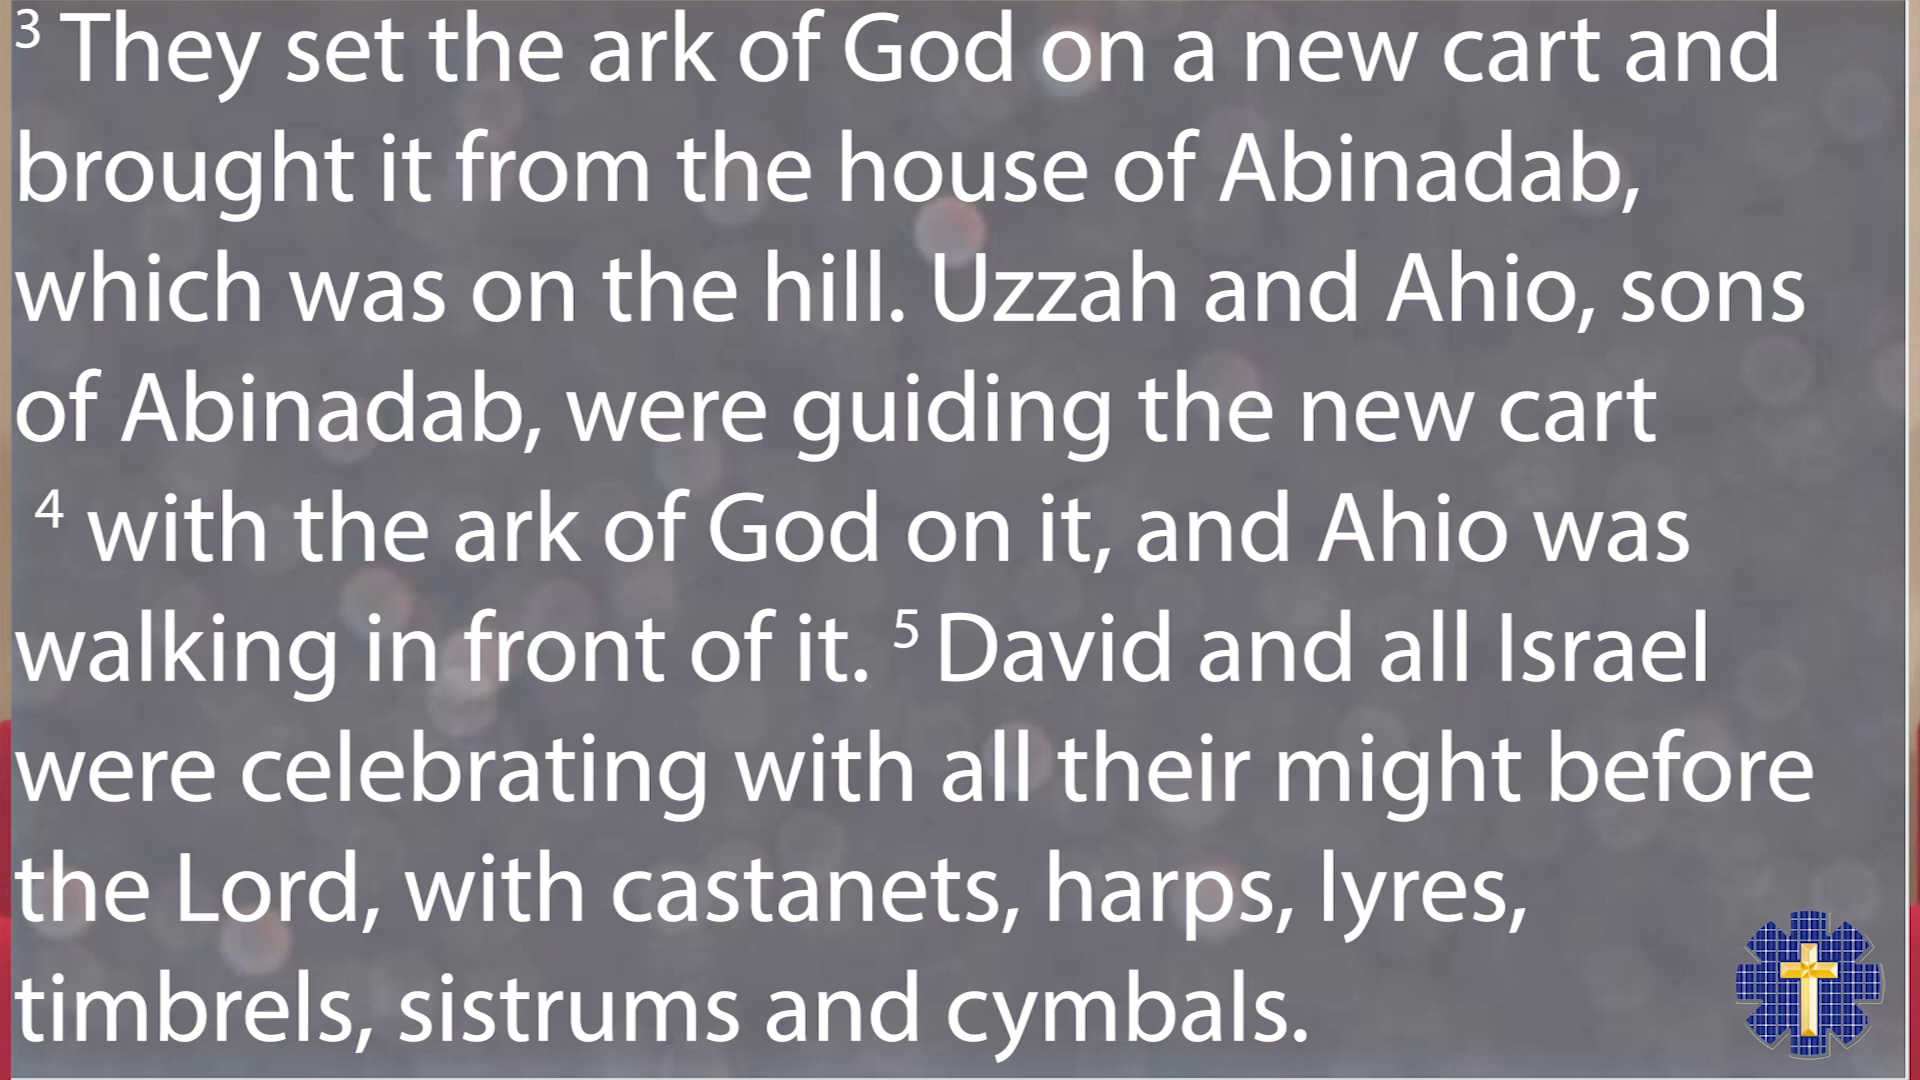 3 They set the ark of God on a new cart and
brought it from the house of Abinadab,
which was on the hill. Uzzah and Ahio, sons
of Abinadab, were guiding the new cart
4 with the ark of God on it, and Ahio was
walking in front of it. 5 David and all Israel
were celebrating with all their might before
the Lord, with castanets, harps, lyres,
timbrels, sistrums and cymbals.